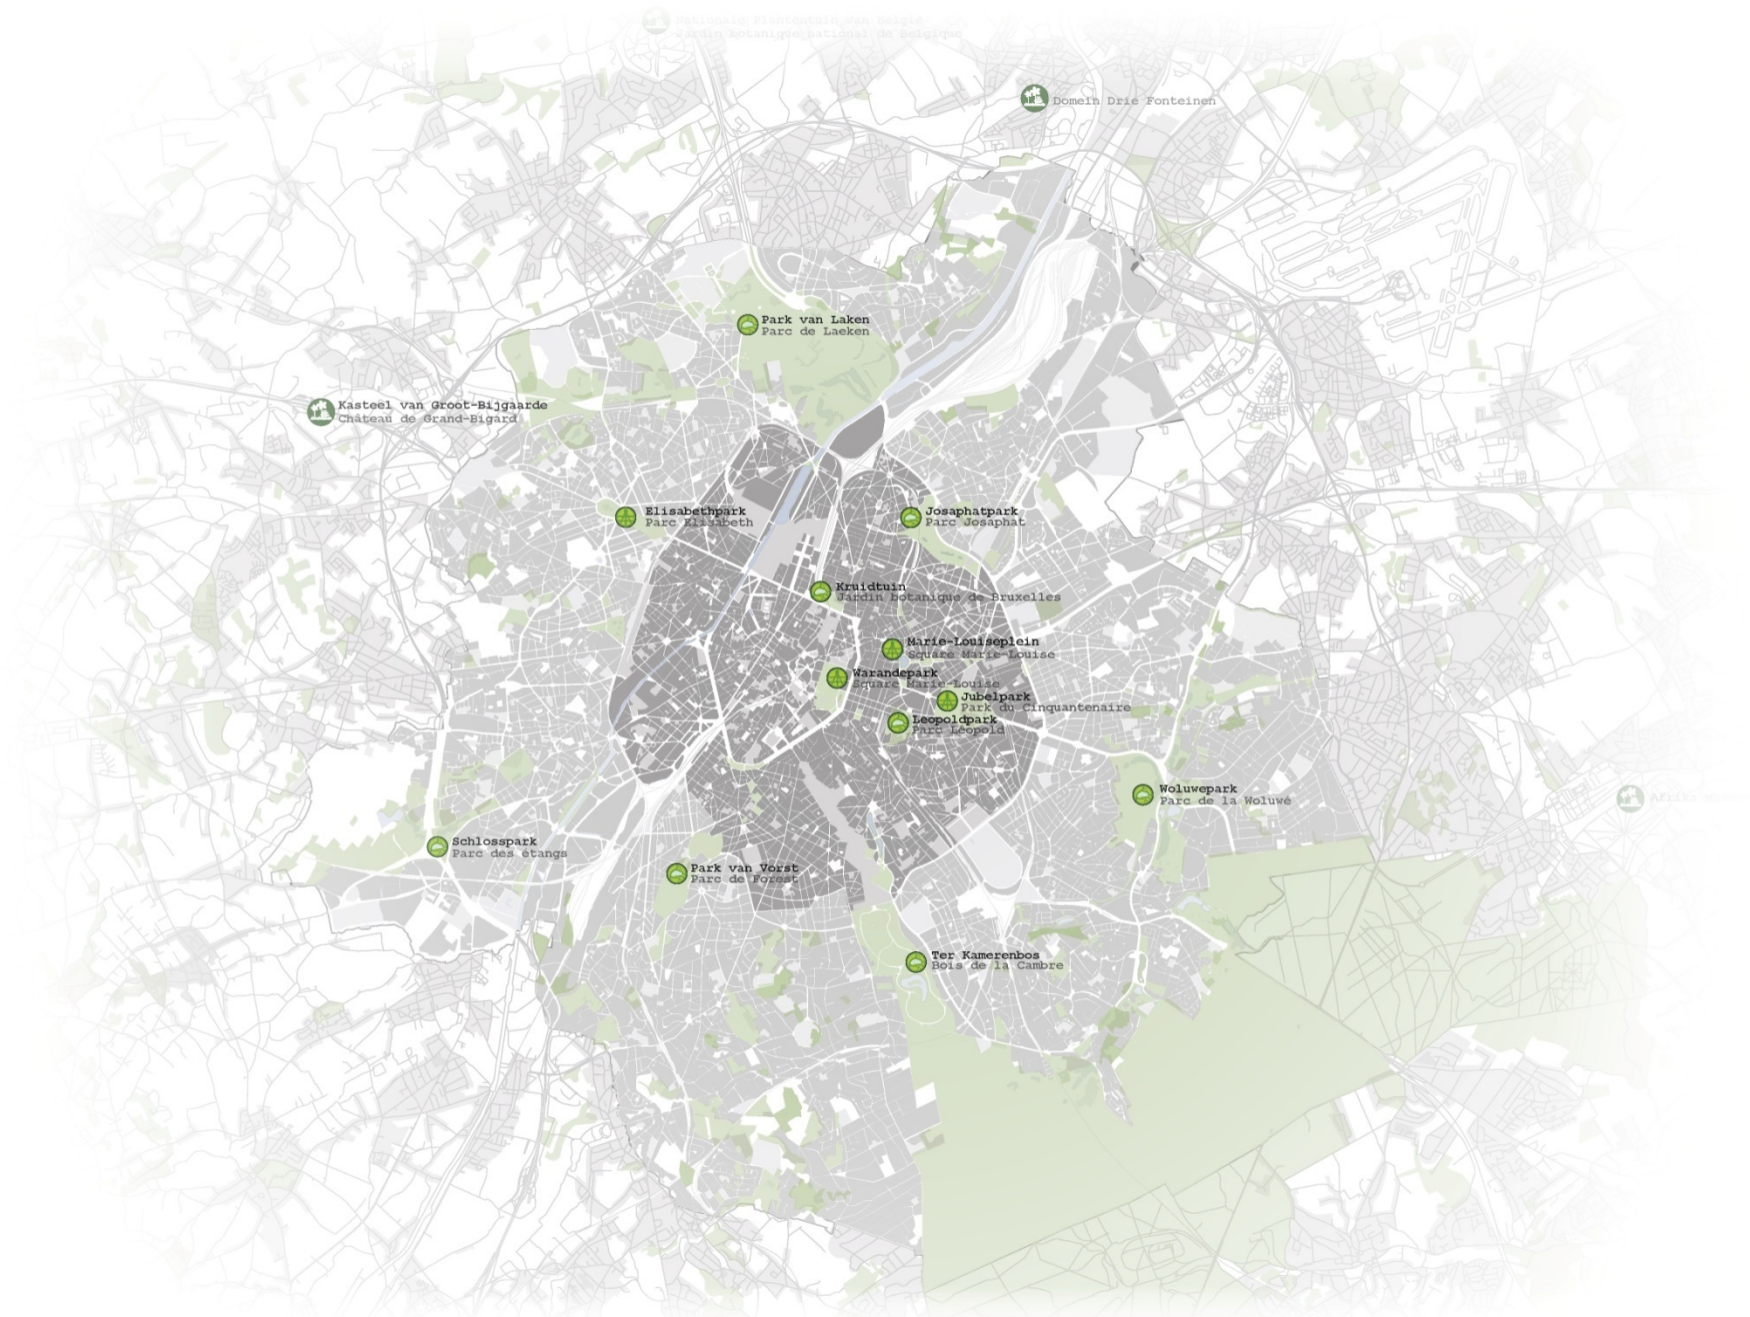 Nationale Plantentuin van België
Jardin botanique national de Belgique
Domein Drie Fonteinen
Park van Laken
Parc de Laeken
Kasteel van Groot-Bijgaarde
Château de Grand-Bigard
Elisabethpark
Parc Elisabeth
Josaphatpark
Parc Josaphat
Kruidtuin
Jardin botanique de Bruxelles
Marie-Louiseplein
Square Marie-Louise
Warandepark
Square Marie-Louise
Jubelpark
Park du Cinquantenaire
Leopoldpark
Parc Léopold
Woluwepark
Parc de la Woluwé
Schlosspark
Parc des étangs
Park van Vorst
Parc de Forest
Ter Kamerenbos
Bois de la Cambre